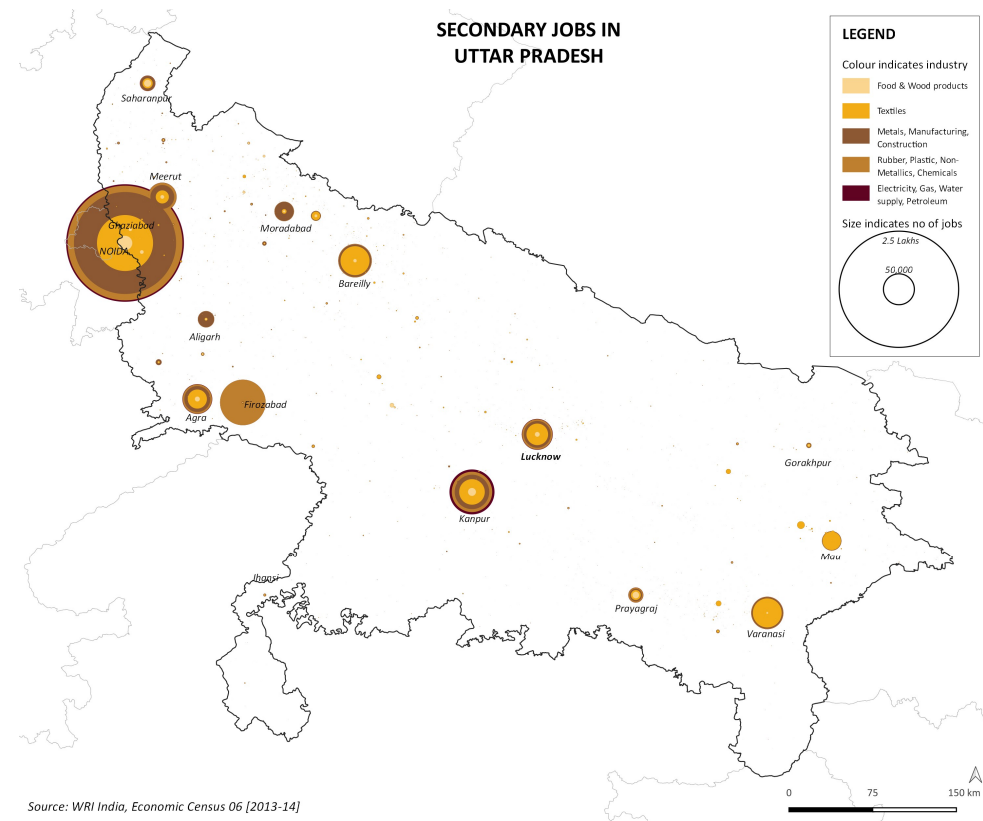 SECONDARY JOBS IN
UTTAR PRADESH
LEGEND
Colour indicates industry
Food & Wood products
Textiles
Metals, Manufacturing,
Construction
Rubber, Plastic, Non-
Metallics, Chemicals
Electricity, Gas, Water
supply, Petroleum
Size indicates no of jobs
2.5 Lakhs
50,000
Saharanpur
Meerut
Ghaziabad
NOIDA
Moradabad
Bareilly
Aligarh
Agra
Firozabad
Lucknow
Gorakhpur
Kanpur
Mau
Jhansi
Prayagraj
Varanasi
0 75 150 km
Source: WRI India, Economic Census 06 [2013-14]